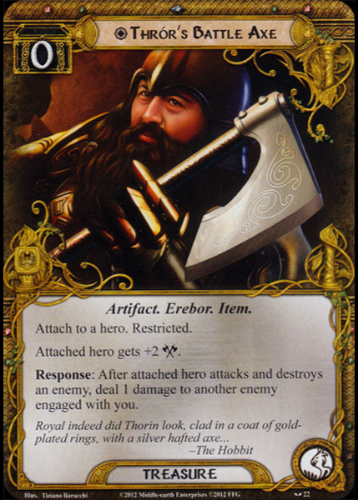 0
Thrór's Battle Axe
Artifact. Erebor. Item.
Attach to a hero. Restricted.
Attached hero gets +2 .
Response: After attached hero attacks and destroys
an enemy, deal 1 damage to another enemy
engaged with you.
Royal indeed did Thorin look, clad in a coat of gold-
plated rings, with a silver hafted axe...
–The Hobbit
TREASURE
Illus. Tiziano Baracchi ©2012 Middle-earth Enterprises ©2012 FFG 22